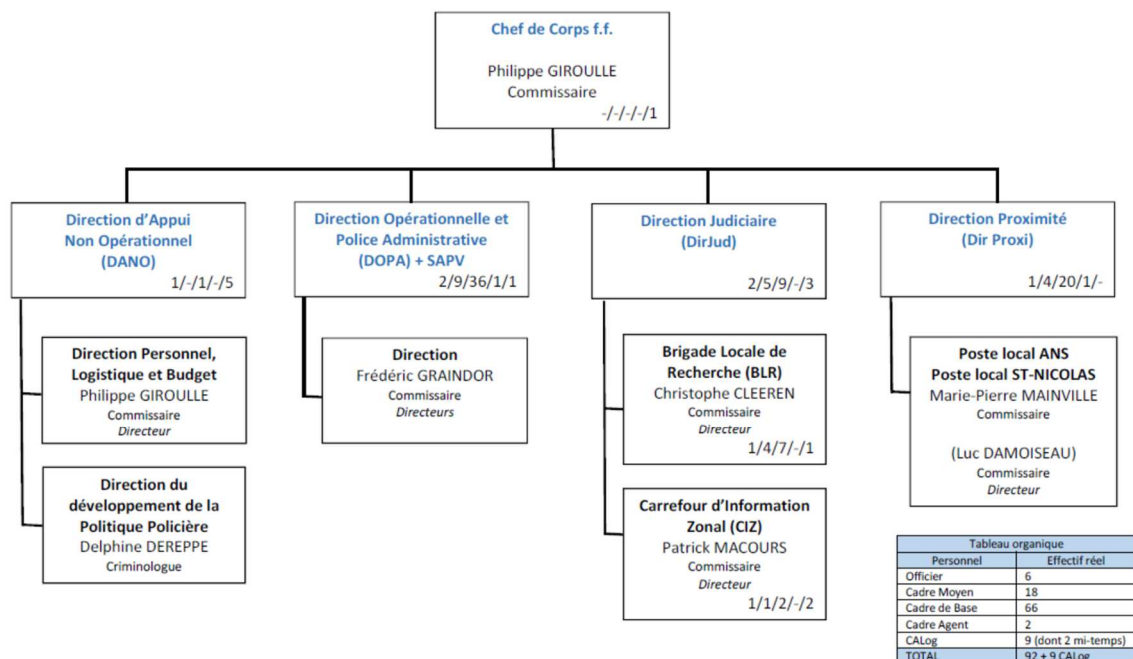 Chef de Corps f.f.
Philippe GIROULLE
Commissaire
-/-/-/-/1
Direction d'Appui
Non Opérationnel
(DANO)
1/-/1/-/5
Direction Personnel,
Logistique et Budget
Philippe GIROULLE
Commissaire
Directeur
Direction du
développement de la
Politique Policière
Delphine DEREPPE
Criminologue
Direction Opérationnelle et
Police Administrative
(DOPA) + SAPV
2/9/36/1/1
Direction
Frédéric GRAINDOR
Commissaire
Directeurs
Direction Judiciaire
(DirJud)
2/5/9/-/3
Brigade Locale de
Recherche (BLR)
Christophe CLEEREN
Commissaire
Directeur
1/4/7/-/1
Carrefour d'Information
Zonal (CIZ)
Patrick MACOURS
Commissaire
Directeur
1/1/2/-/2
Direction Proximité
(Dir Proxi)
1/4/20/1/-
Poste local ANS
Poste local ST-NICOLAS
Marie-Pierre MAINVILLE
Commissaire
(Luc DAMOISEAU)
Commissaire
Directeur
Tableau organique
Personnel Effectif réel
Officier 6
Cadre Moyen 18
Cadre de Base 66
Cadre Agent 2
CALog 9 (dont 2 mi-temps)
TOTAL 92 + 9 CALog